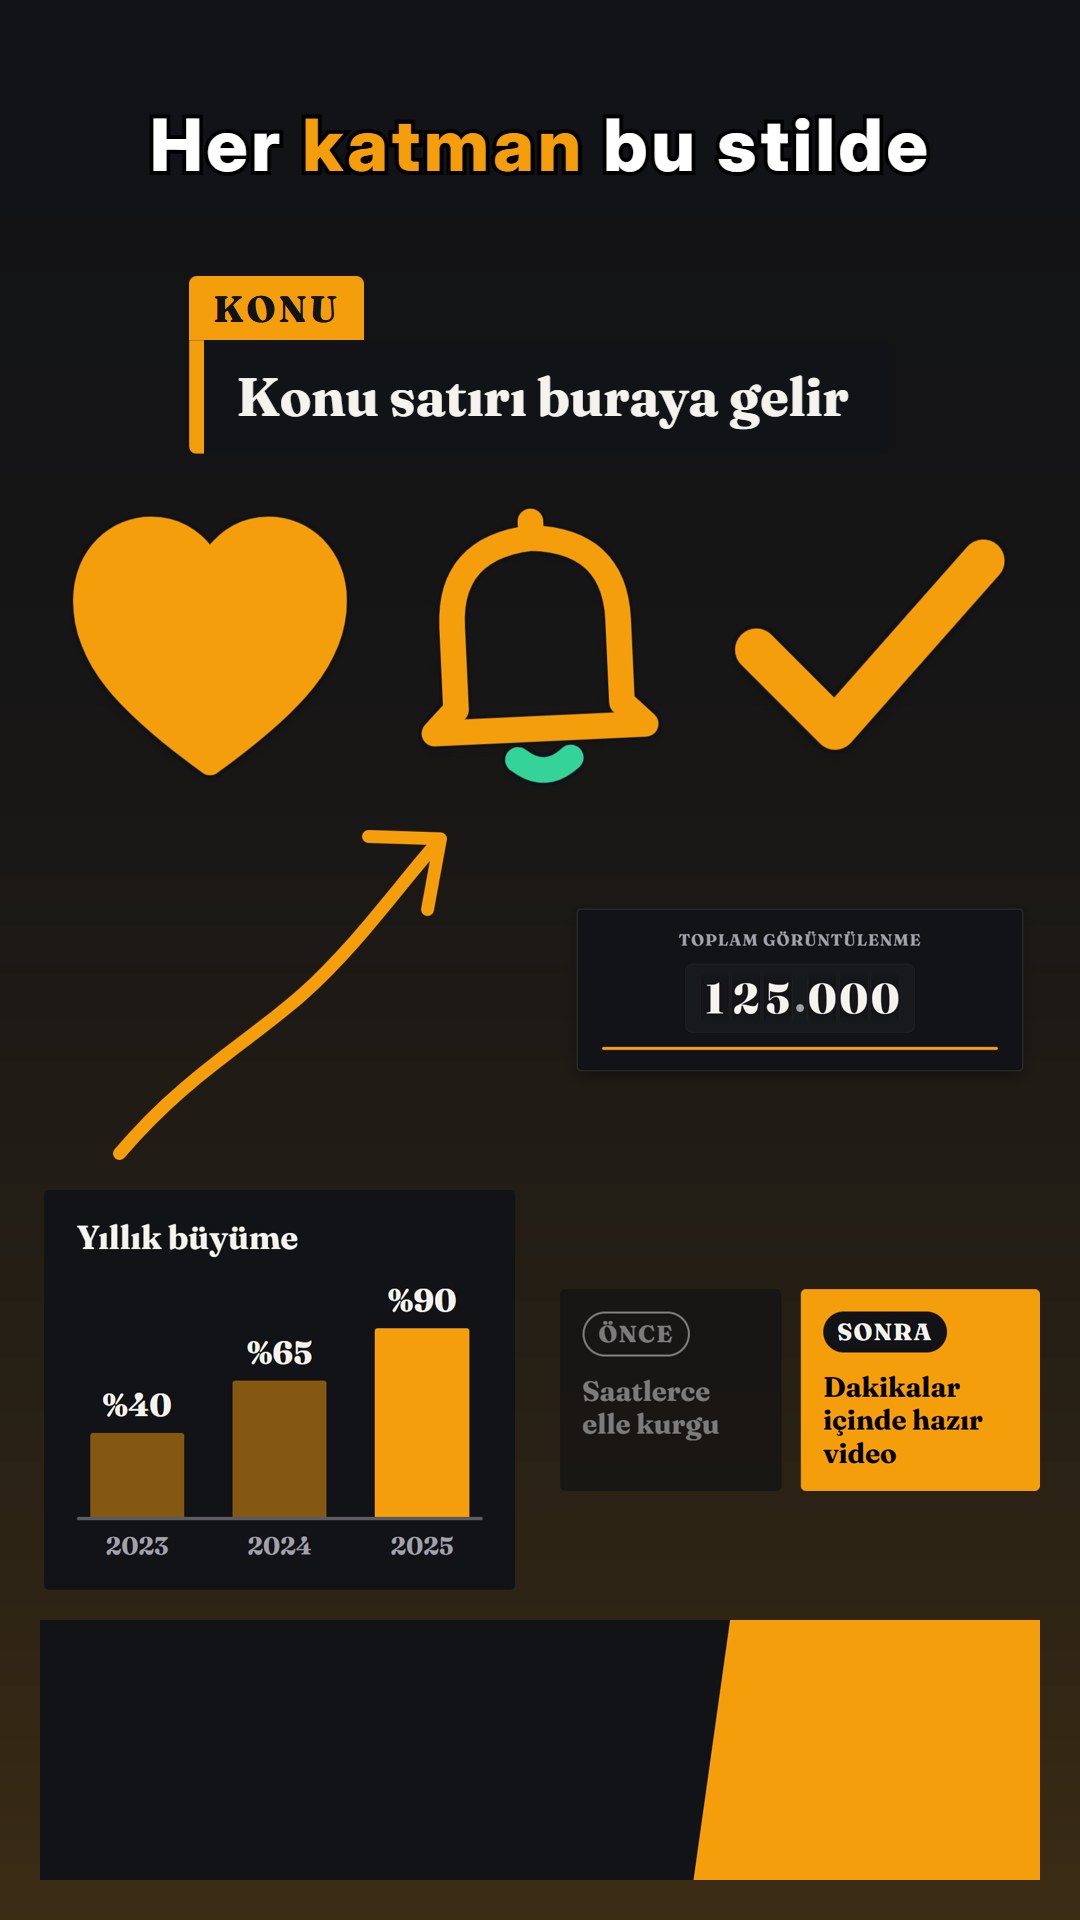 Her katman bu stilde
KONU
Konu satırı buraya gelir
TOPLAM GÖRÜNTÜLENME
125.000
Yıllık büyüme
%40
%65
%90
2023
2024
2025
ÖNCE
Saatlerce
elle kurgu
SONRA
Dakikalar
içinde hazır
video